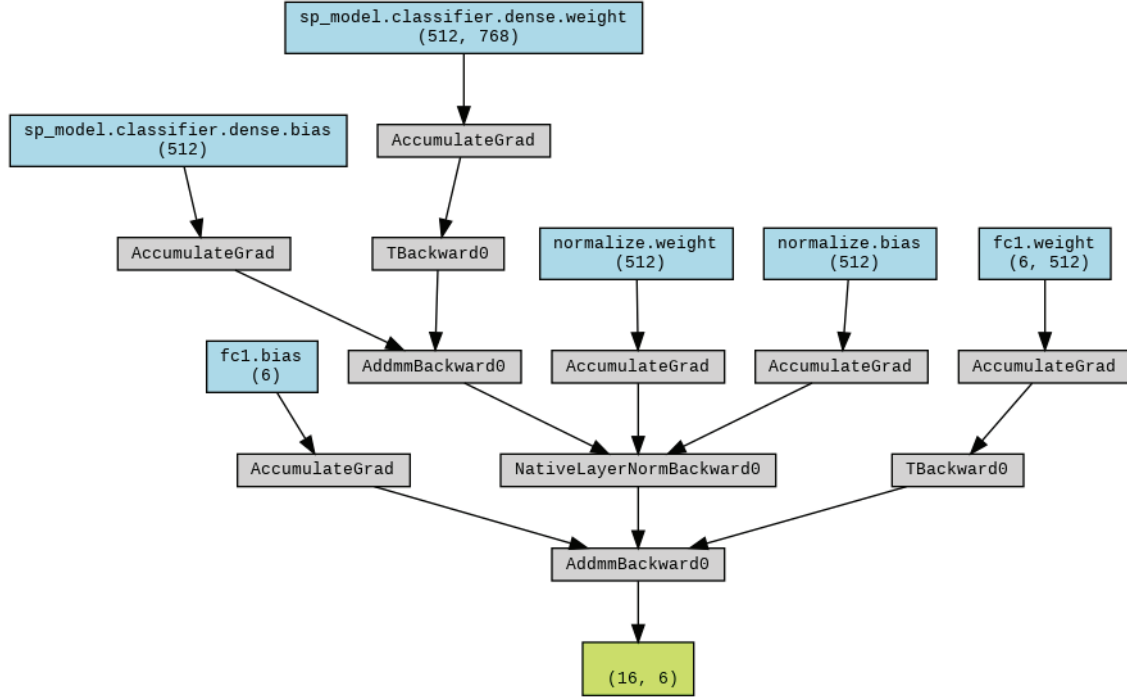 sp_model.classifier.dense.weight
(512, 768)
sp_model.classifier.dense.bias
(512)
AccumulateGrad
AccumulateGrad
TBackward0
normalize.weight
(512)
normalize.bias
(512)
fc1.weight
(6, 512)
fc1.bias
(6)
AddmmBackward0
AccumulateGrad
AccumulateGrad
AccumulateGrad
AccumulateGrad
NativeLayerNormBackward0
TBackward0
AddmmBackward0
(16, 6)